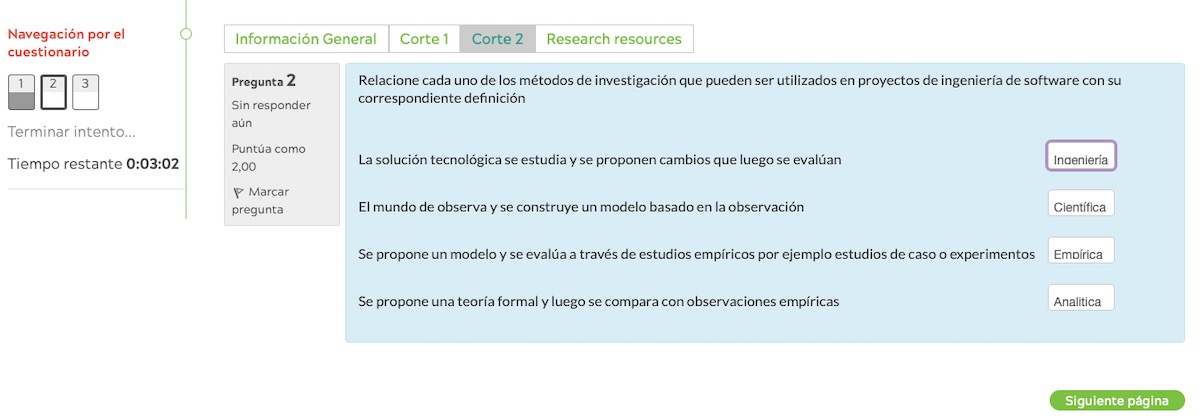 Navegación por el
cuestionario
1 2 3
Terminar intento...
Tiempo restante 0:03:02
Información General Corte 1 Corte 2 Research resources
Pregunta 2
Sin responder
aún
Puntúa como
2,00
Marcar
pregunta
Relacione cada uno de los métodos de investigación que pueden ser utilizados en proyectos de ingeniería de software con su
correspondiente definición
La solución tecnológica se estudia y se proponen cambios que luego se evalúan Ingeniería
El mundo de observa y se construye un modelo basado en la observación Científica
Se propone un modelo y se evalúa a través de estudios empíricos por ejemplo estudios de caso o experimentos Empírica
Se propone una teoría formal y luego se compara con observaciones empíricas Analitica
Siguiente página